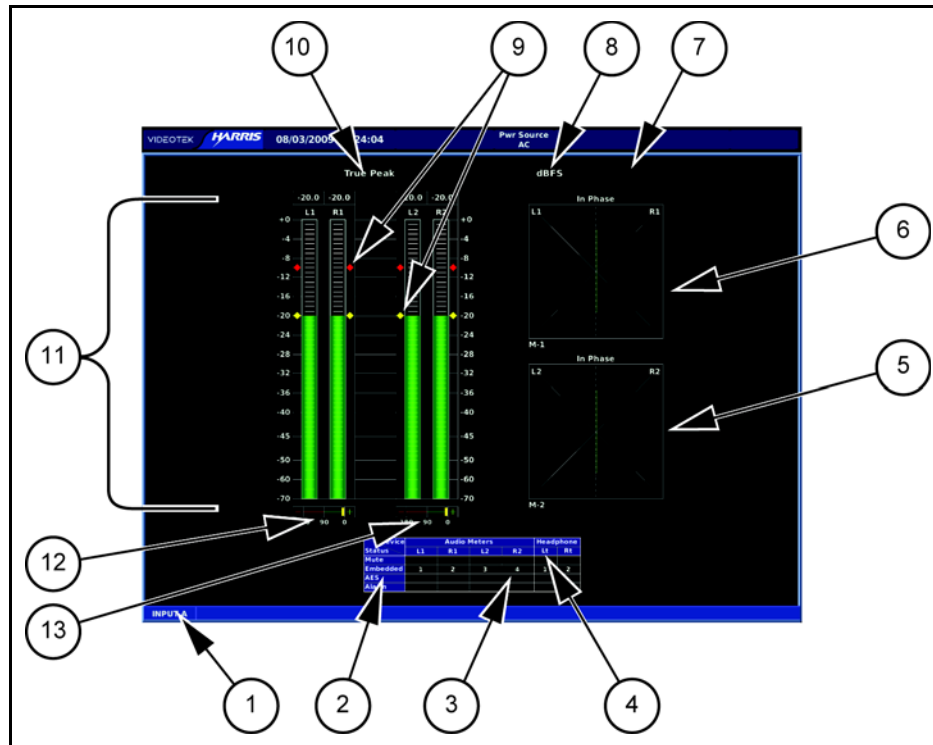 10
9
8
7
VIDEOTEK HARRIS 08/03/2009 24:04 Pwr Source
AC
True Peak dBFS
-20.0 -20.0 20.0 -20.0
L1 R1 L2 R2
+0 +0
-4 -4
-8 -8
-12 -12
-16 -16
-20 -20
-24 -24
-28 -28
-32 -32
-36 -36
-40 -40
-45 -45
-50 -50
-60 -60
-70 -70
90 0 180 90 0
In Phase
L1 R1
M-1
In Phase
L2 R2
M-2
6
5
11
12
13
Audio Meters Headphone
Status L1 R1 L2 R2 Lt Rt
Mute
Embedded 1 2 3 4 1 2
AES
Alarm
INPUT A
1
2
3
4